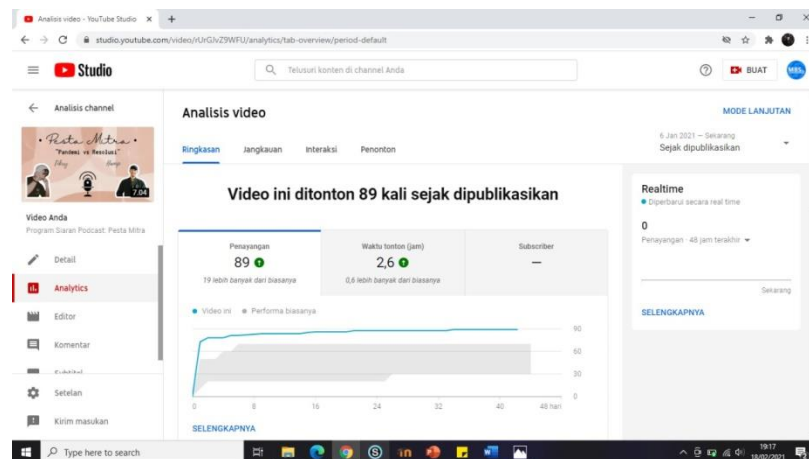 Analisis video - YouTube Studio
studio.youtube.com/video/rUrGlvZ9WFU/analytics/tab-overview/period-default
Studio
Telusuri konten di channel Anda
BUAT
MBS
Analisis channel
Pesta Mitra
"Pandemi vs Resolusi"
7.04
Video Anda
Program Siaran Podcast: Pesta Mitra
Detail
Analytics
Editor
Komentar
Subtitel
Setelan
Kirim masukan
Analisis video
MODE LANJUTAN
Ringkasan Jangkauan Interaksi Penonton
6 Jan 2021 – Sekarang
Sejak dipublikasikan
Video ini ditonton 89 kali sejak dipublikasikan
Penayangan
89
19 lebih banyak dari biasanya
Waktu tonton (jam)
2,6
0,6 lebih banyak dari biasanya
Subscriber
—
Video ini Performa biasanya
90
60
30
0
0 8 16 24 32 40 48 hari
SELENGKAPNYA
Realtime
Diperbarui secara real time
0
Penayangan · 48 jam terakhir
Sekarang
SELENGKAPNYA
Type here to search
19:17
18/02/2021